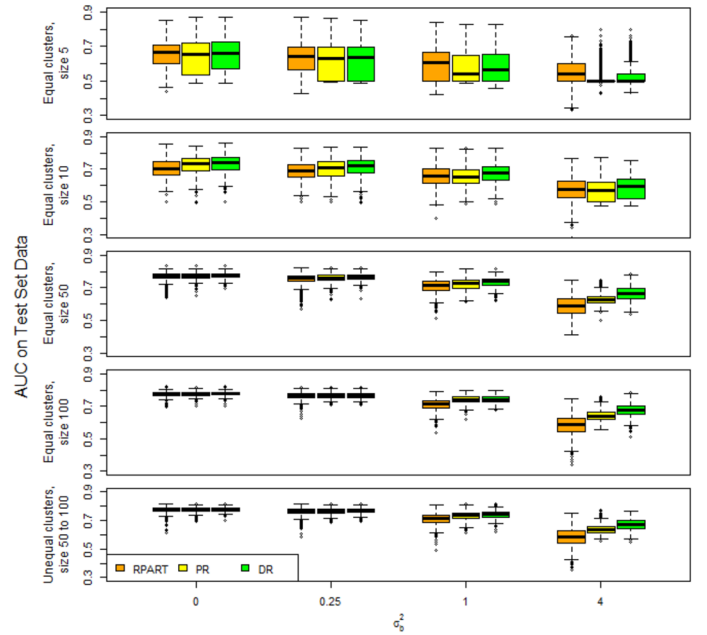 AUC on Test Set Data
Equal clusters,
size 5
0.3 0.5 0.7 0.9
Equal clusters,
size 10
0.3 0.5 0.7 0.9
Equal clusters,
size 50
0.3 0.5 0.7 0.9
Equal clusters,
size 100
0.3 0.5 0.7 0.9
Unequal clusters,
size 50 to 100
0.3 0.5 0.7 0.9
RPART PR DR
0 0.25 1 4
σ_b^2